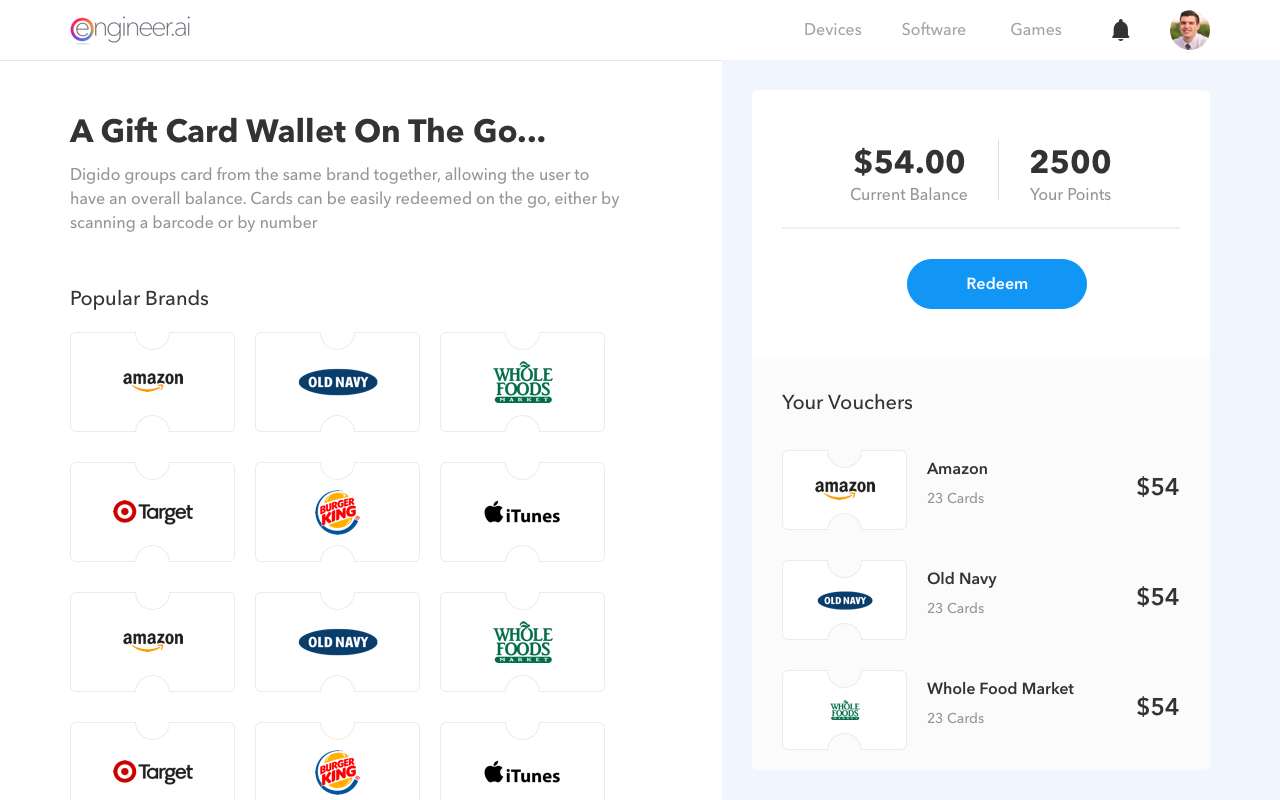 engineer.ai
Devices Software Games
A Gift Card Wallet On The Go...
Digido groups card from the same brand together, allowing the user to
have an overall balance. Cards can be easily redeemed on the go, either by
scanning a barcode or by number
Popular Brands
amazon
OLD NAVY
WHOLE
FOODS
MARKET
Target
BURGER
KING
iTunes
amazon
OLD NAVY
WHOLE
FOODS
MARKET
Target
BURGER
KING
iTunes
$54.00
Current Balance
2500
Your Points
Redeem
Your Vouchers
amazon
Amazon
23 Cards
$54
OLD NAVY
Old Navy
23 Cards
$54
WHOLE
FOODS
MARKET
Whole Food Market
23 Cards
$54